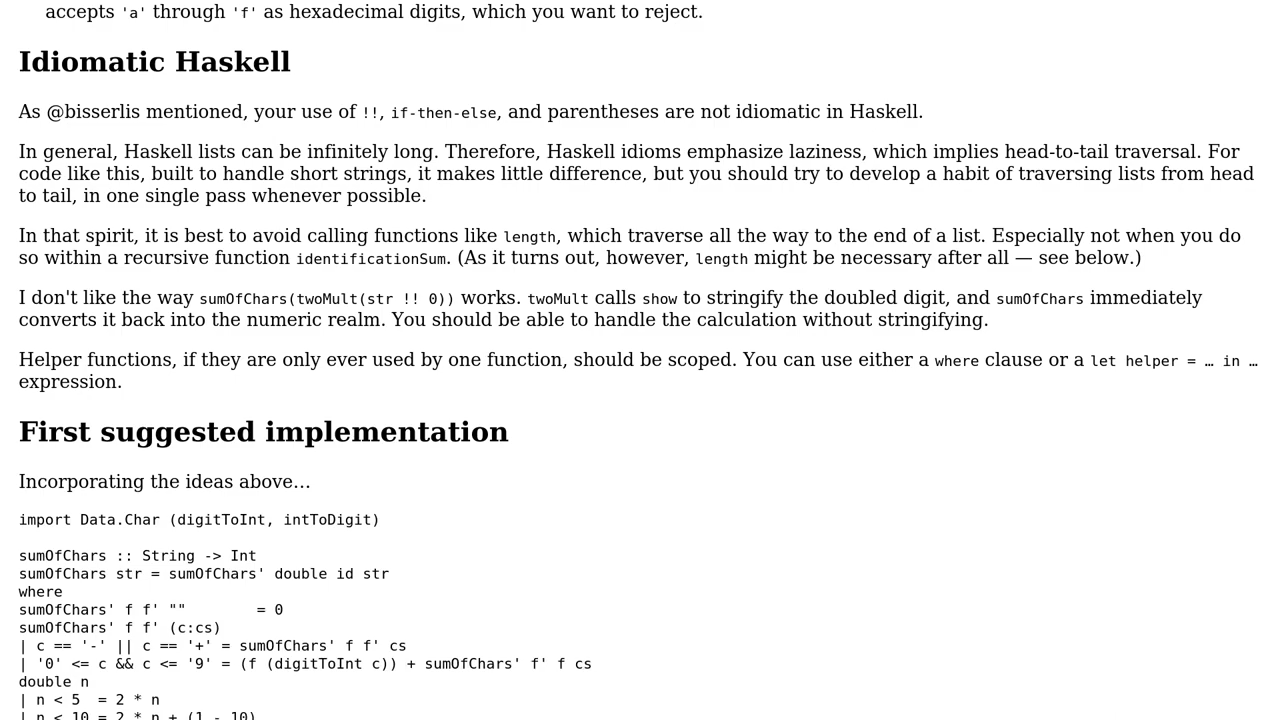 accepts 'a' through 'f' as hexadecimal digits, which you want to reject.
Idiomatic Haskell
As @bisserlis mentioned, your use of !!, if-then-else, and parentheses are not idiomatic in Haskell.
In general, Haskell lists can be infinitely long. Therefore, Haskell idioms emphasize laziness, which implies head-to-tail traversal. For
code like this, built to handle short strings, it makes little difference, but you should try to develop a habit of traversing lists from head
to tail, in one single pass whenever possible.
In that spirit, it is best to avoid calling functions like length, which traverse all the way to the end of a list. Especially not when you do
so within a recursive function identificationSum. (As it turns out, however, length might be necessary after all — see below.)
I don't like the way sumOfChars(twoMult(str !! 0)) works. twoMult calls show to stringify the doubled digit, and sumOfChars immediately
converts it back into the numeric realm. You should be able to handle the calculation without stringifying.
Helper functions, if they are only ever used by one function, should be scoped. You can use either a where clause or a let helper = … in …
expression.
First suggested implementation
Incorporating the ideas above…
import Data.Char (digitToInt, intToDigit)
sumOfChars :: String -> Int
sumOfChars str = sumOfChars' double id str
where
sumOfChars' f f' ""        = 0
sumOfChars' f f' (c:cs)
| c == '-' || c == '+' = sumOfChars' f f' cs
| '0' <= c && c <= '9' = (f (digitToInt c)) + sumOfChars' f' f cs
double n
| n < 5  = 2 * n
| n < 10 = 2 * n + (1 - 10)